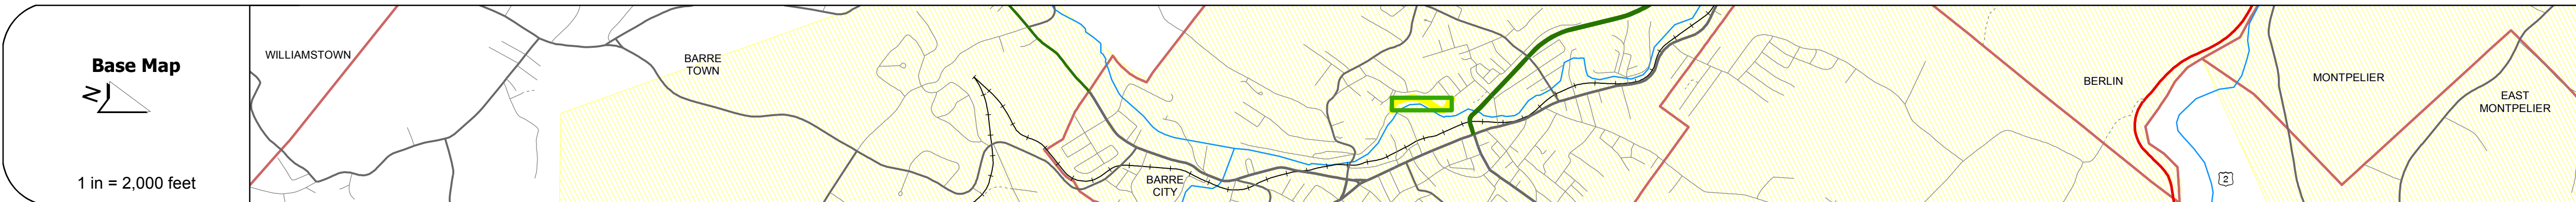 Base Map
N
1 in = 2,000 feet
WILLIAMSTOWN
BARRE
TOWN
BARRE
CITY
BERLIN
MONTPELIER
EAST
MONTPELIER
2